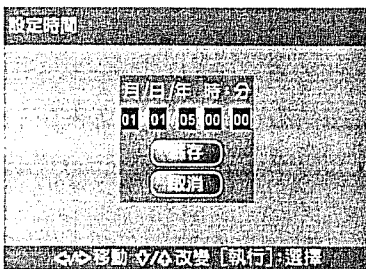 設定時間
月/日/年 時:分
01/01/05 00:00
儲存
取消
◁/▷移動 ▽/△改變 [執行]:選擇